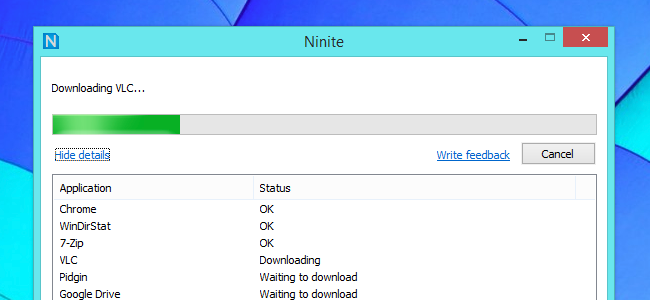 Ninite
Downloading VLC...
Hide details Write feedback Cancel
Application Status
Chrome OK
WinDirStat OK
7-Zip OK
VLC Downloading
Pidgin Waiting to download
Google Drive Waiting to download